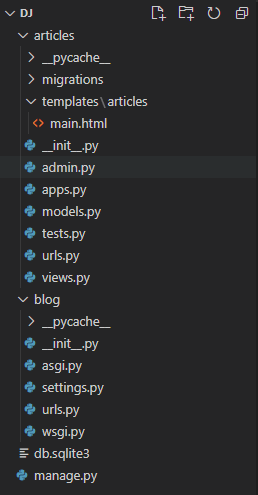 DJ
articles
__pycache__
migrations
templates\articles
main.html
__init__.py
admin.py
apps.py
models.py
tests.py
urls.py
views.py
blog
__pycache__
__init__.py
asgi.py
settings.py
urls.py
wsgi.py
db.sqlite3
manage.py